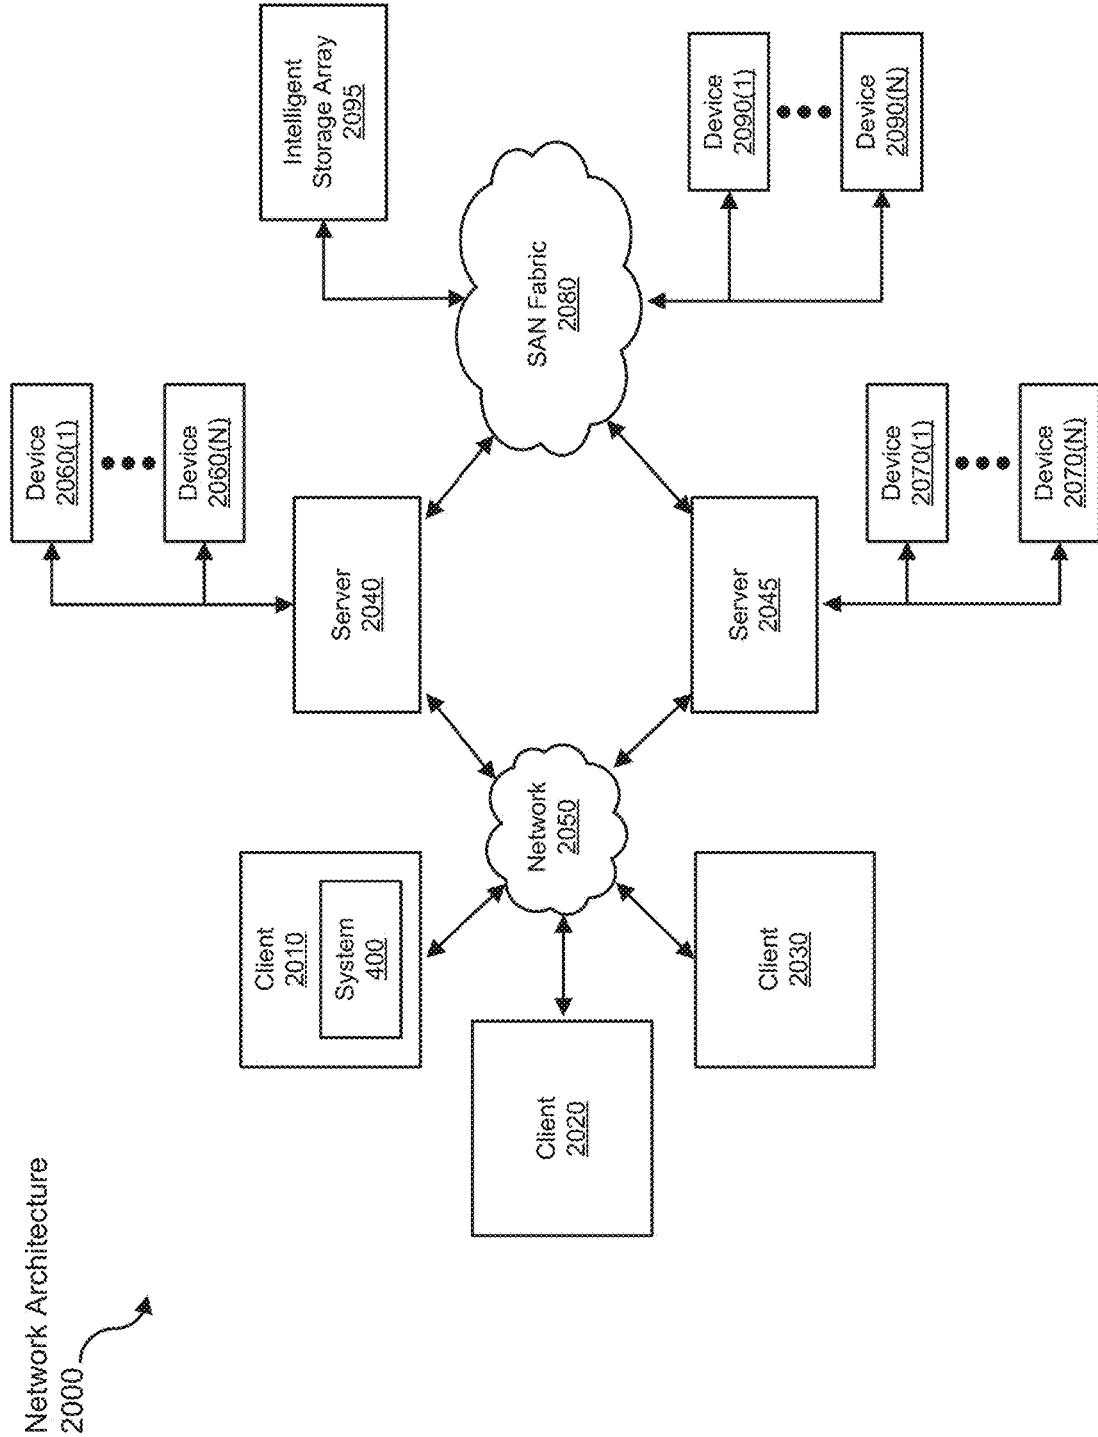 Network Architecture
2000
Client
2010
System
400
Client
2020
Client
2030
Network
2050
Server
2040
Server
2045
Device
2060(1)
Device
2060(N)
Device
2070(1)
Device
2070(N)
SAN Fabric
2080
Intelligent
Storage Array
2095
Device
2090(1)
Device
2090(N)